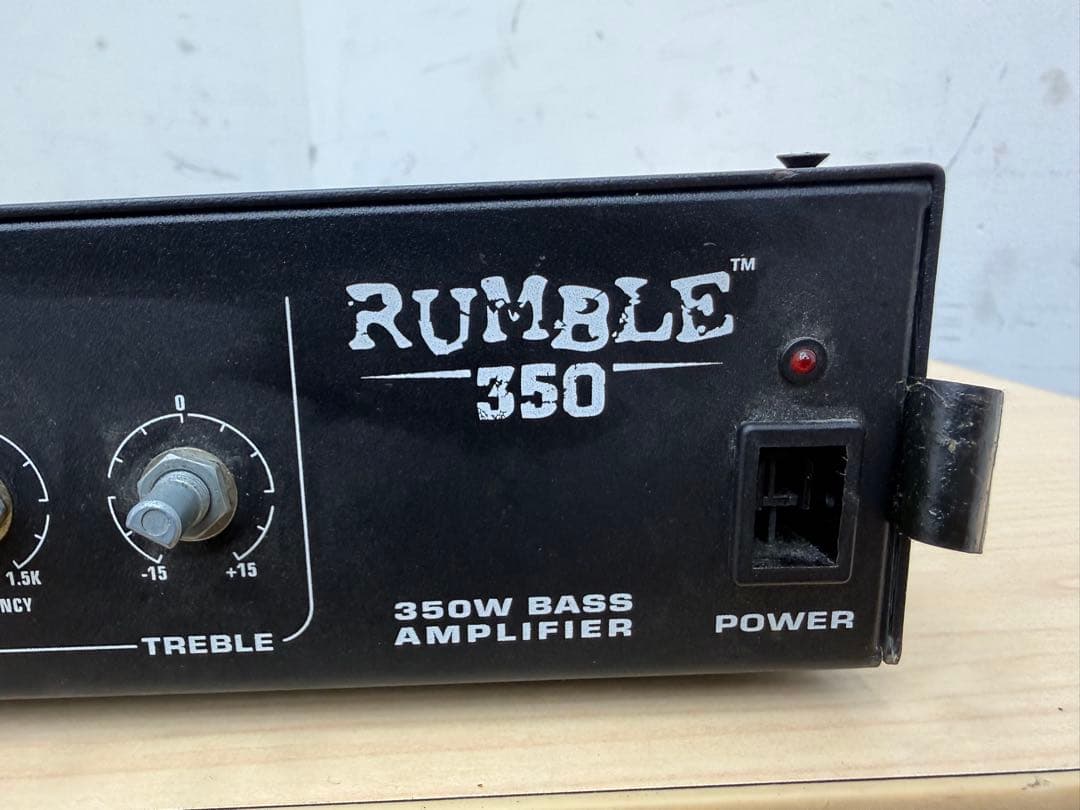 RUMBLE™
350
0
-15
+15
1.5K
NCY
TREBLE
350W BASS
AMPLIFIER
POWER